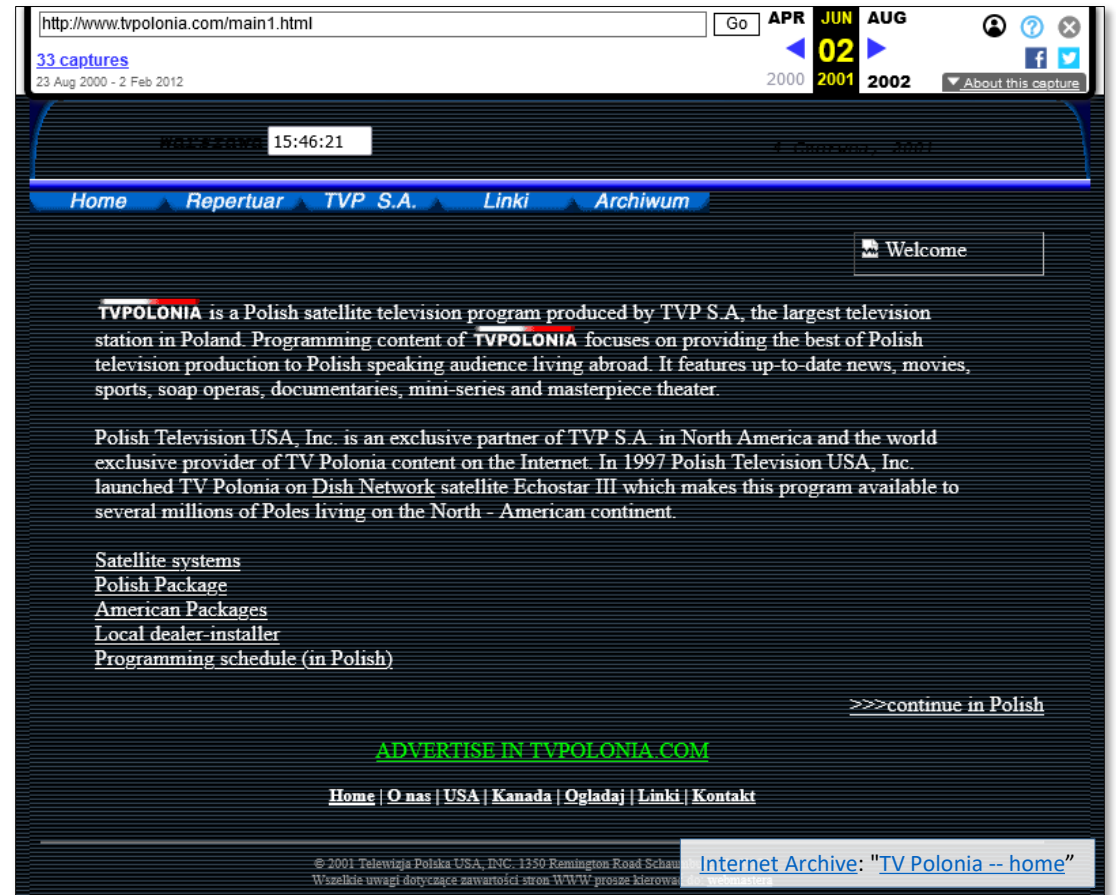 http://www.tvpolonia.com/main1.html Go APR JUN AUG
33 captures 02
23 Aug 2000 - 2 Feb 2012 2000 2001 2002 About this capture
15:46:21
Home Repertuar TVP S.A. Linki Archiwum
Welcome
TVPOLONIA is a Polish satellite television program produced by TVP S.A, the largest television
station in Poland. Programming content of TVPOLONIA focuses on providing the best of Polish
television production to Polish speaking audience living abroad. It features up-to-date news, movies,
sports, soap operas, documentaries, mini-series and masterpiece theater.
Polish Television USA, Inc. is an exclusive partner of TVP S.A. in North America and the world
exclusive provider of TV Polonia content on the Internet. In 1997 Polish Television USA, Inc.
launched TV Polonia on Dish Network satellite Echostar III which makes this program available to
several millions of Poles living on the North - American continent.
Satellite systems
Polish Package
American Packages
Local dealer-installer
Programming schedule (in Polish)
>>>continue in Polish
ADVERTISE IN TVPOLONIA.COM
Home | O nas | USA | Kanada | Ogladaj | Linki | Kontakt
© 2001 Telewizja Polska USA, INC. 1350 Remington Road
Wszelkie uwagi dotyczące zawartości stron WWW prosze
Internet Archive: "TV Polonia -- home”